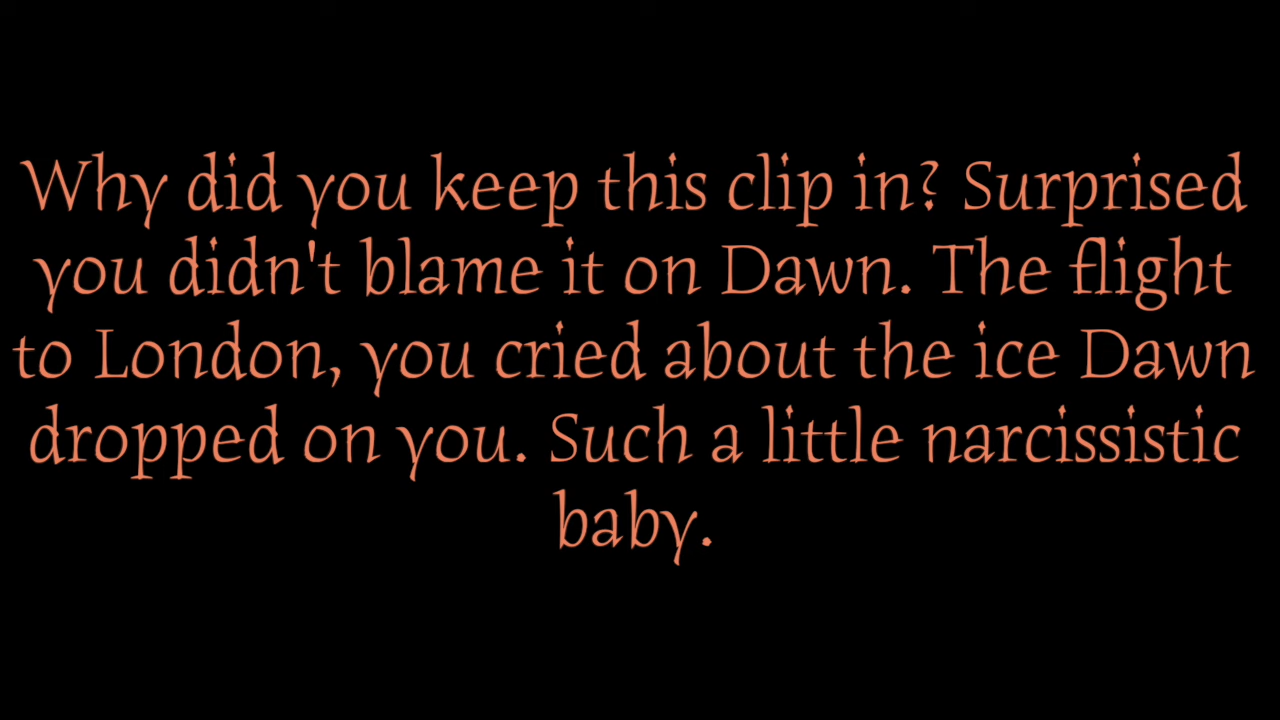 Why did you keep this clip in? Surprised
you didn't blame it on Dawn. The flight
to London, you cried about the ice Dawn
dropped on you. Such a little narcissistic
baby.